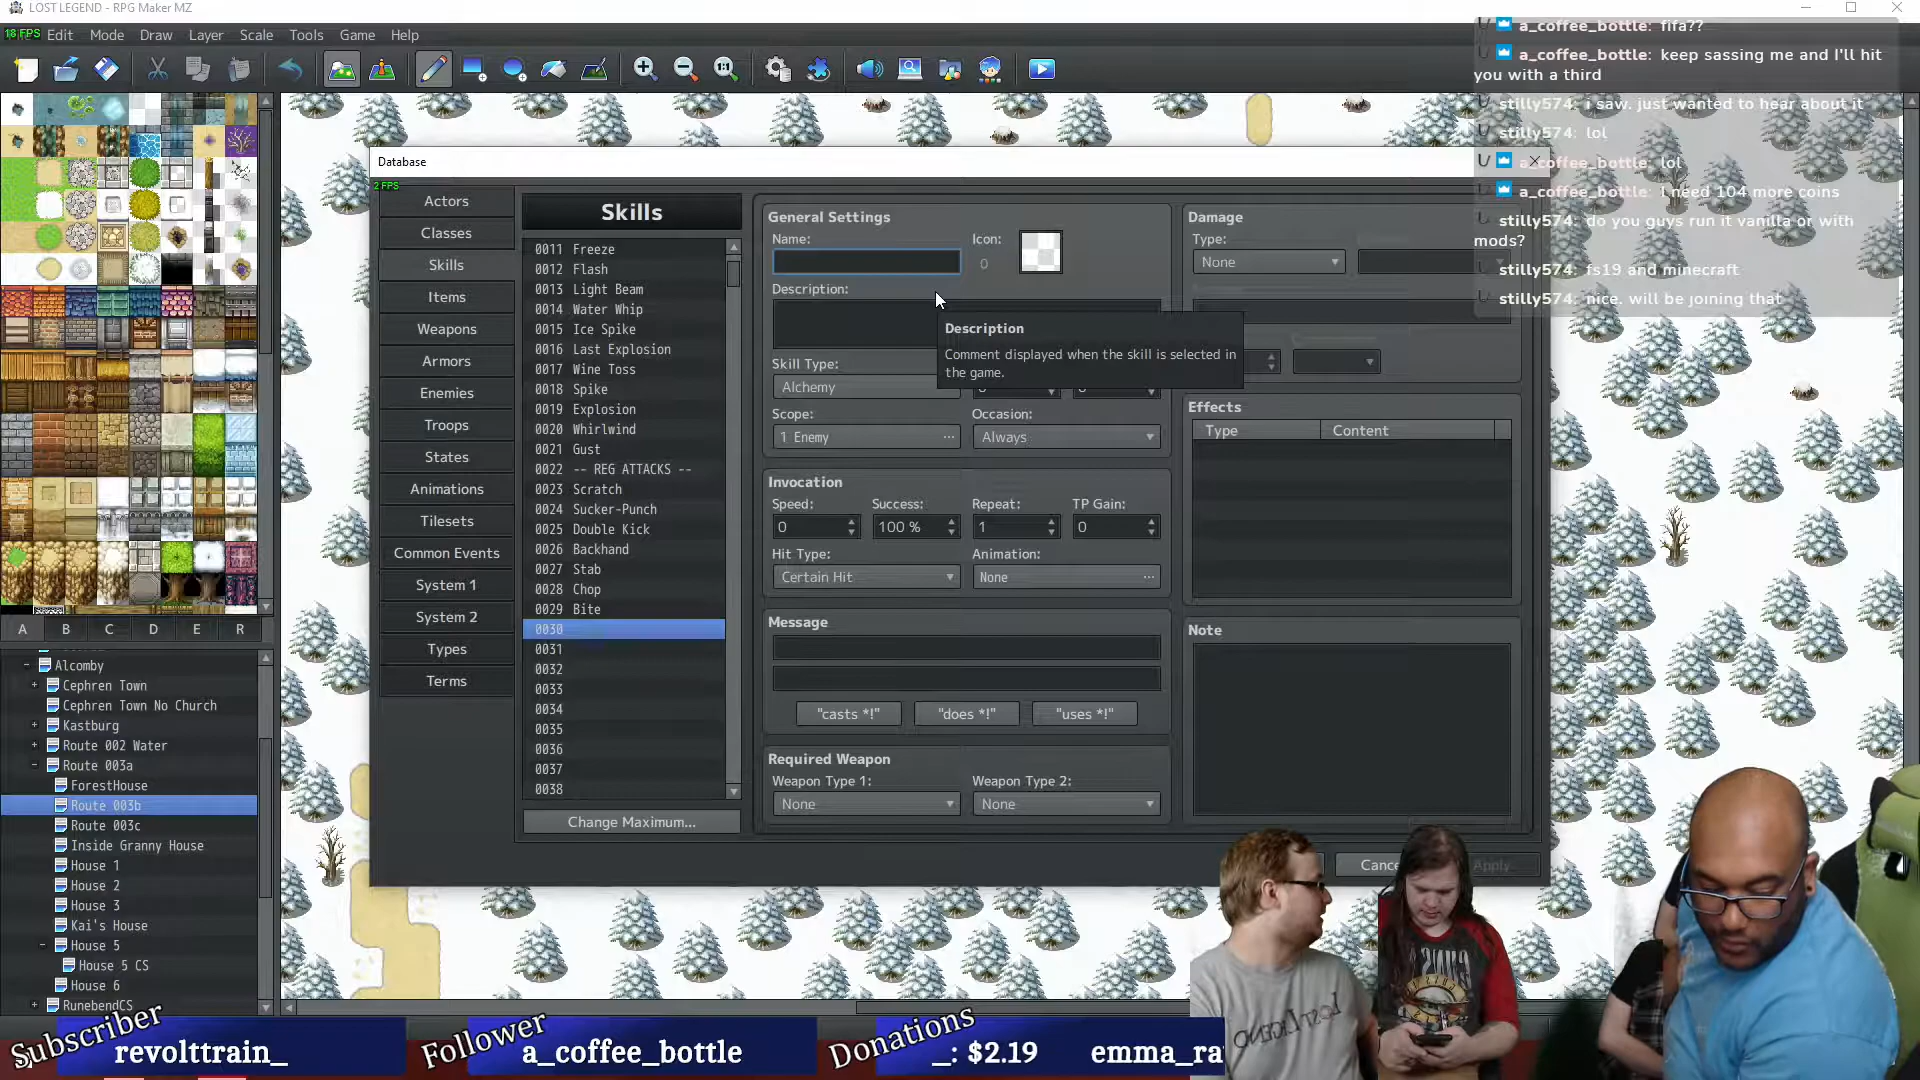 LOST LEGEND - RPG Maker MZ
18 FPS
Edit
Mode
Draw
Layer
Scale
Tools
Game
Help
a_coffee_bottle: fifa??
a_coffee_bottle: keep sassing me and I'll hit
you with a third
stilly574: i saw. just wanted to hear about it
stilly574: lol
a_coffee_bottle: lol
a_coffee_bottle: I need 104 more coins
stilly574: do you guys run it vanilla or with
mods?
stilly574: fs19 and minecraft
stilly574: nice. will be joining that
Database
2 FPS
Actors
Classes
Skills
Items
Weapons
Armors
Enemies
Troops
States
Animations
Tilesets
Common Events
System 1
System 2
Types
Terms
Skills
0011 Freeze
0012 Flash
0013 Light Beam
0014 Water Whip
0015 Ice Spike
0016 Last Explosion
0017 Wine Toss
0018 Spike
0019 Explosion
0020 Whirlwind
0021 Gust
0022 -- REG ATTACKS --
0023 Scratch
0024 Sucker-Punch
0025 Double Kick
0026 Backhand
0027 Stab
0028 Chop
0029 Bite
0030
0031
0032
0033
0034
0035
0036
0037
0038
Change Maximum...
General Settings
Name:
Icon:
0
Description:
Description
Comment displayed when the skill is selected in
the game.
Skill Type:
Alchemy
Scope:
1 Enemy
Occasion:
Always
Invocation
Speed:
Success:
Repeat:
TP Gain:
0
100 %
1
0
Hit Type:
Animation:
Certain Hit
None
Message
"casts *!"
"does *!"
"uses *!"
Required Weapon
Weapon Type 1:
Weapon Type 2:
None
None
Damage
Type:
None
Effects
Type
Content
Note
Apply
A
B
C
D
E
R
Alcomby
Cephren Town
Cephren Town No Church
Kastburg
Route 002 Water
Route 003a
ForestHouse
Route 003b
Route 003c
Inside Granny House
House 1
House 2
House 3
Kai's House
House 5
House 5 CS
House 6
RunebendCS
LOST LEGEND
Subscriber
revolttrain_
Follower
a_coffee_bottle
Donations
_: $2.19